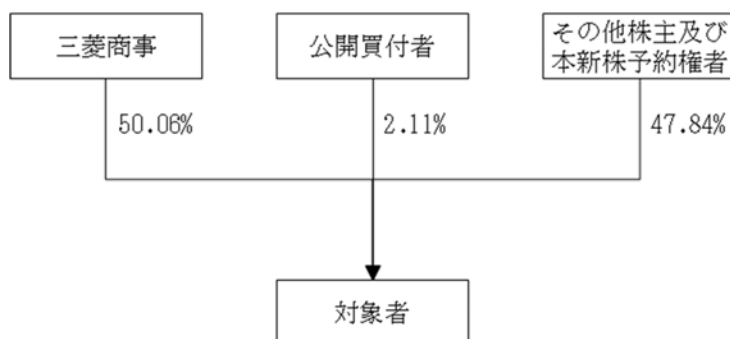 三菱商事
公開買付者
その他株主及び
本新株予約権者
50.06%
2.11%
47.84%
対象者